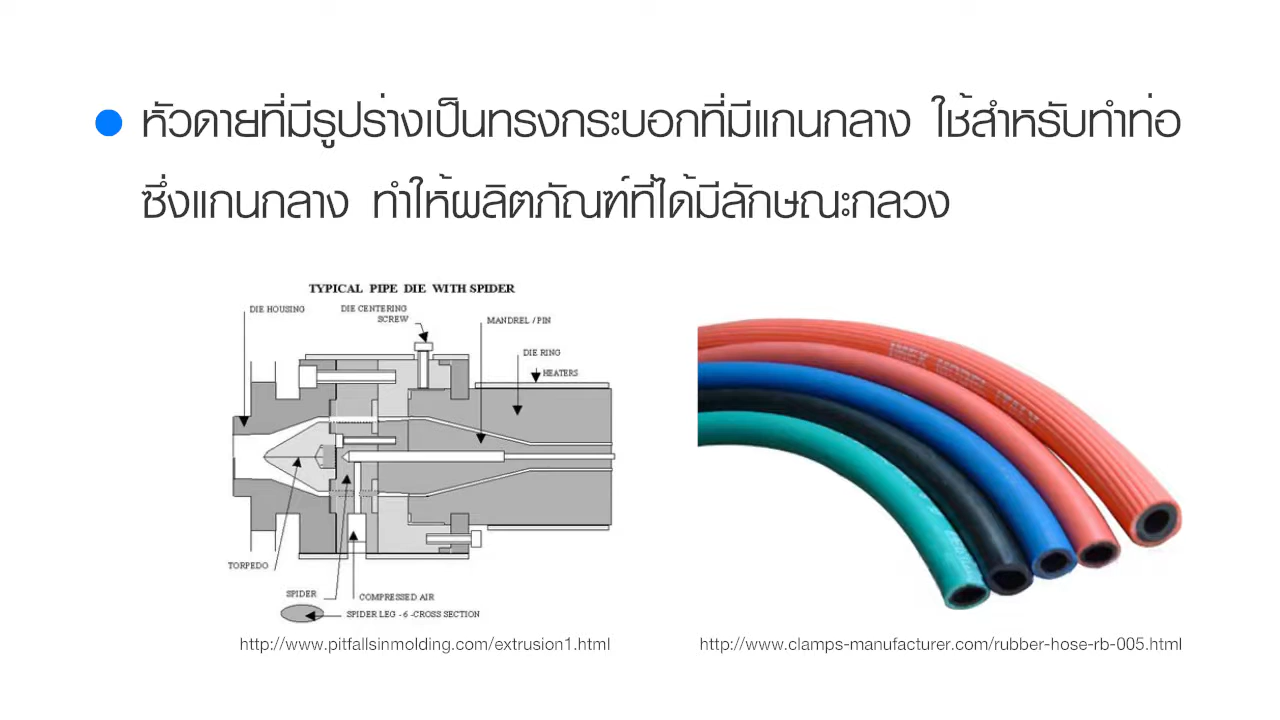 หัวดายที่มีรูปร่างเป็นทรงกระบอกที่มีแกนกลาง ใช้สำหรับทำท่อ
ซึ่งแกนกลาง ทำให้ผลิตภัณฑ์ที่ได้มีลักษณะกลวง
TYPICAL PIPE DIE WITH SPIDER
DIE HOUSING
DIE CENTERING
SCREW
MANDREL / PIN
DIE RING
HEATERS
TORPEDO
SPIDER
COMPRESSED AIR
SPIDER LEG - 6 -CROSS SECTION
IMEX MODEL ITALY
http://www.pitfallsinmolding.com/extrusion1.html
http://www.clamps-manufacturer.com/rubber-hose-rb-005.html